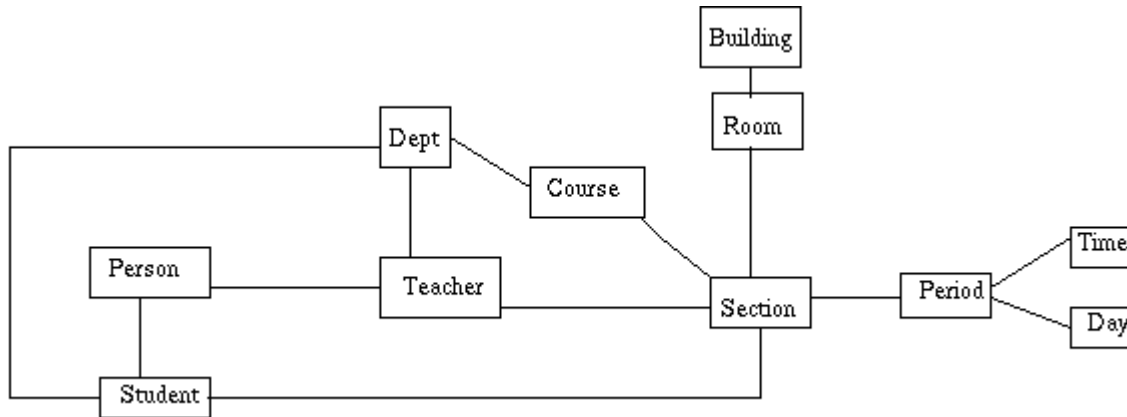 Building
Room
Dept
Course
Time
Person
Teacher
Section
Period
Day
Student